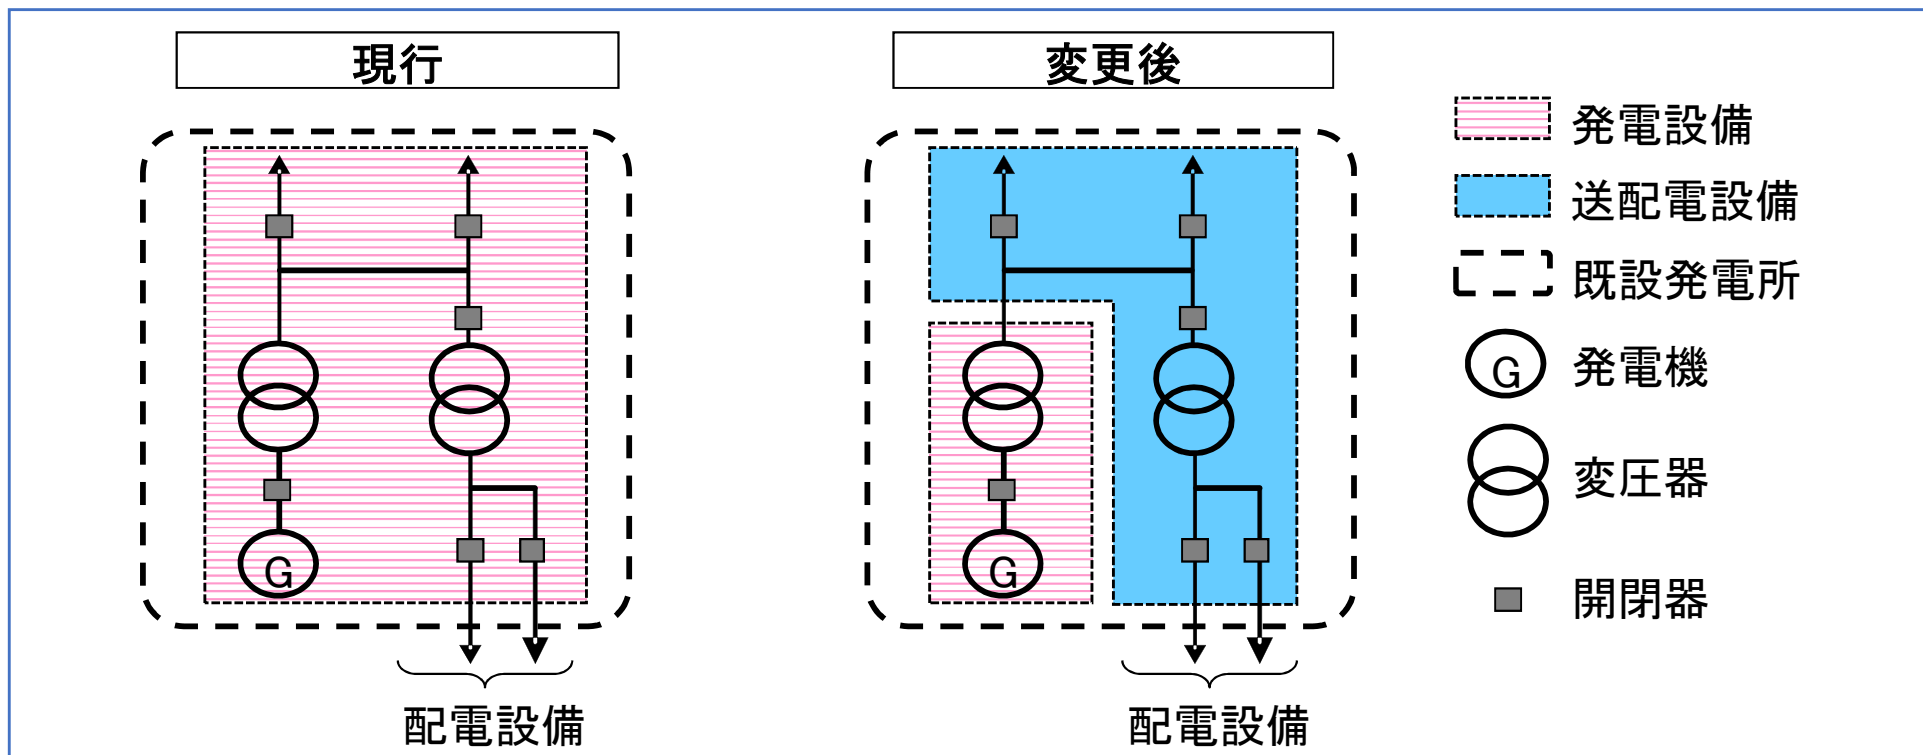 現行
変更後
発電設備
送配電設備
既設発電所
G
発電機
変圧器
G
G
開閉器
配電設備
配電設備